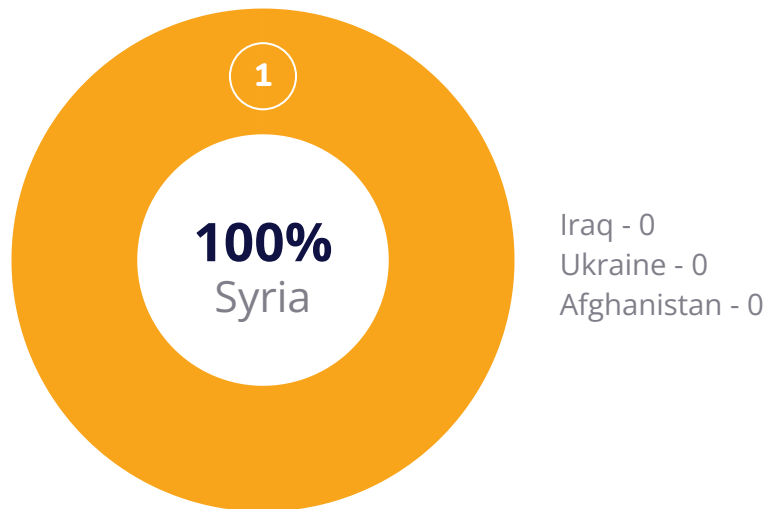 1
100%
Syria
Iraq - 0
Ukraine - 0
Afghanistan - 0